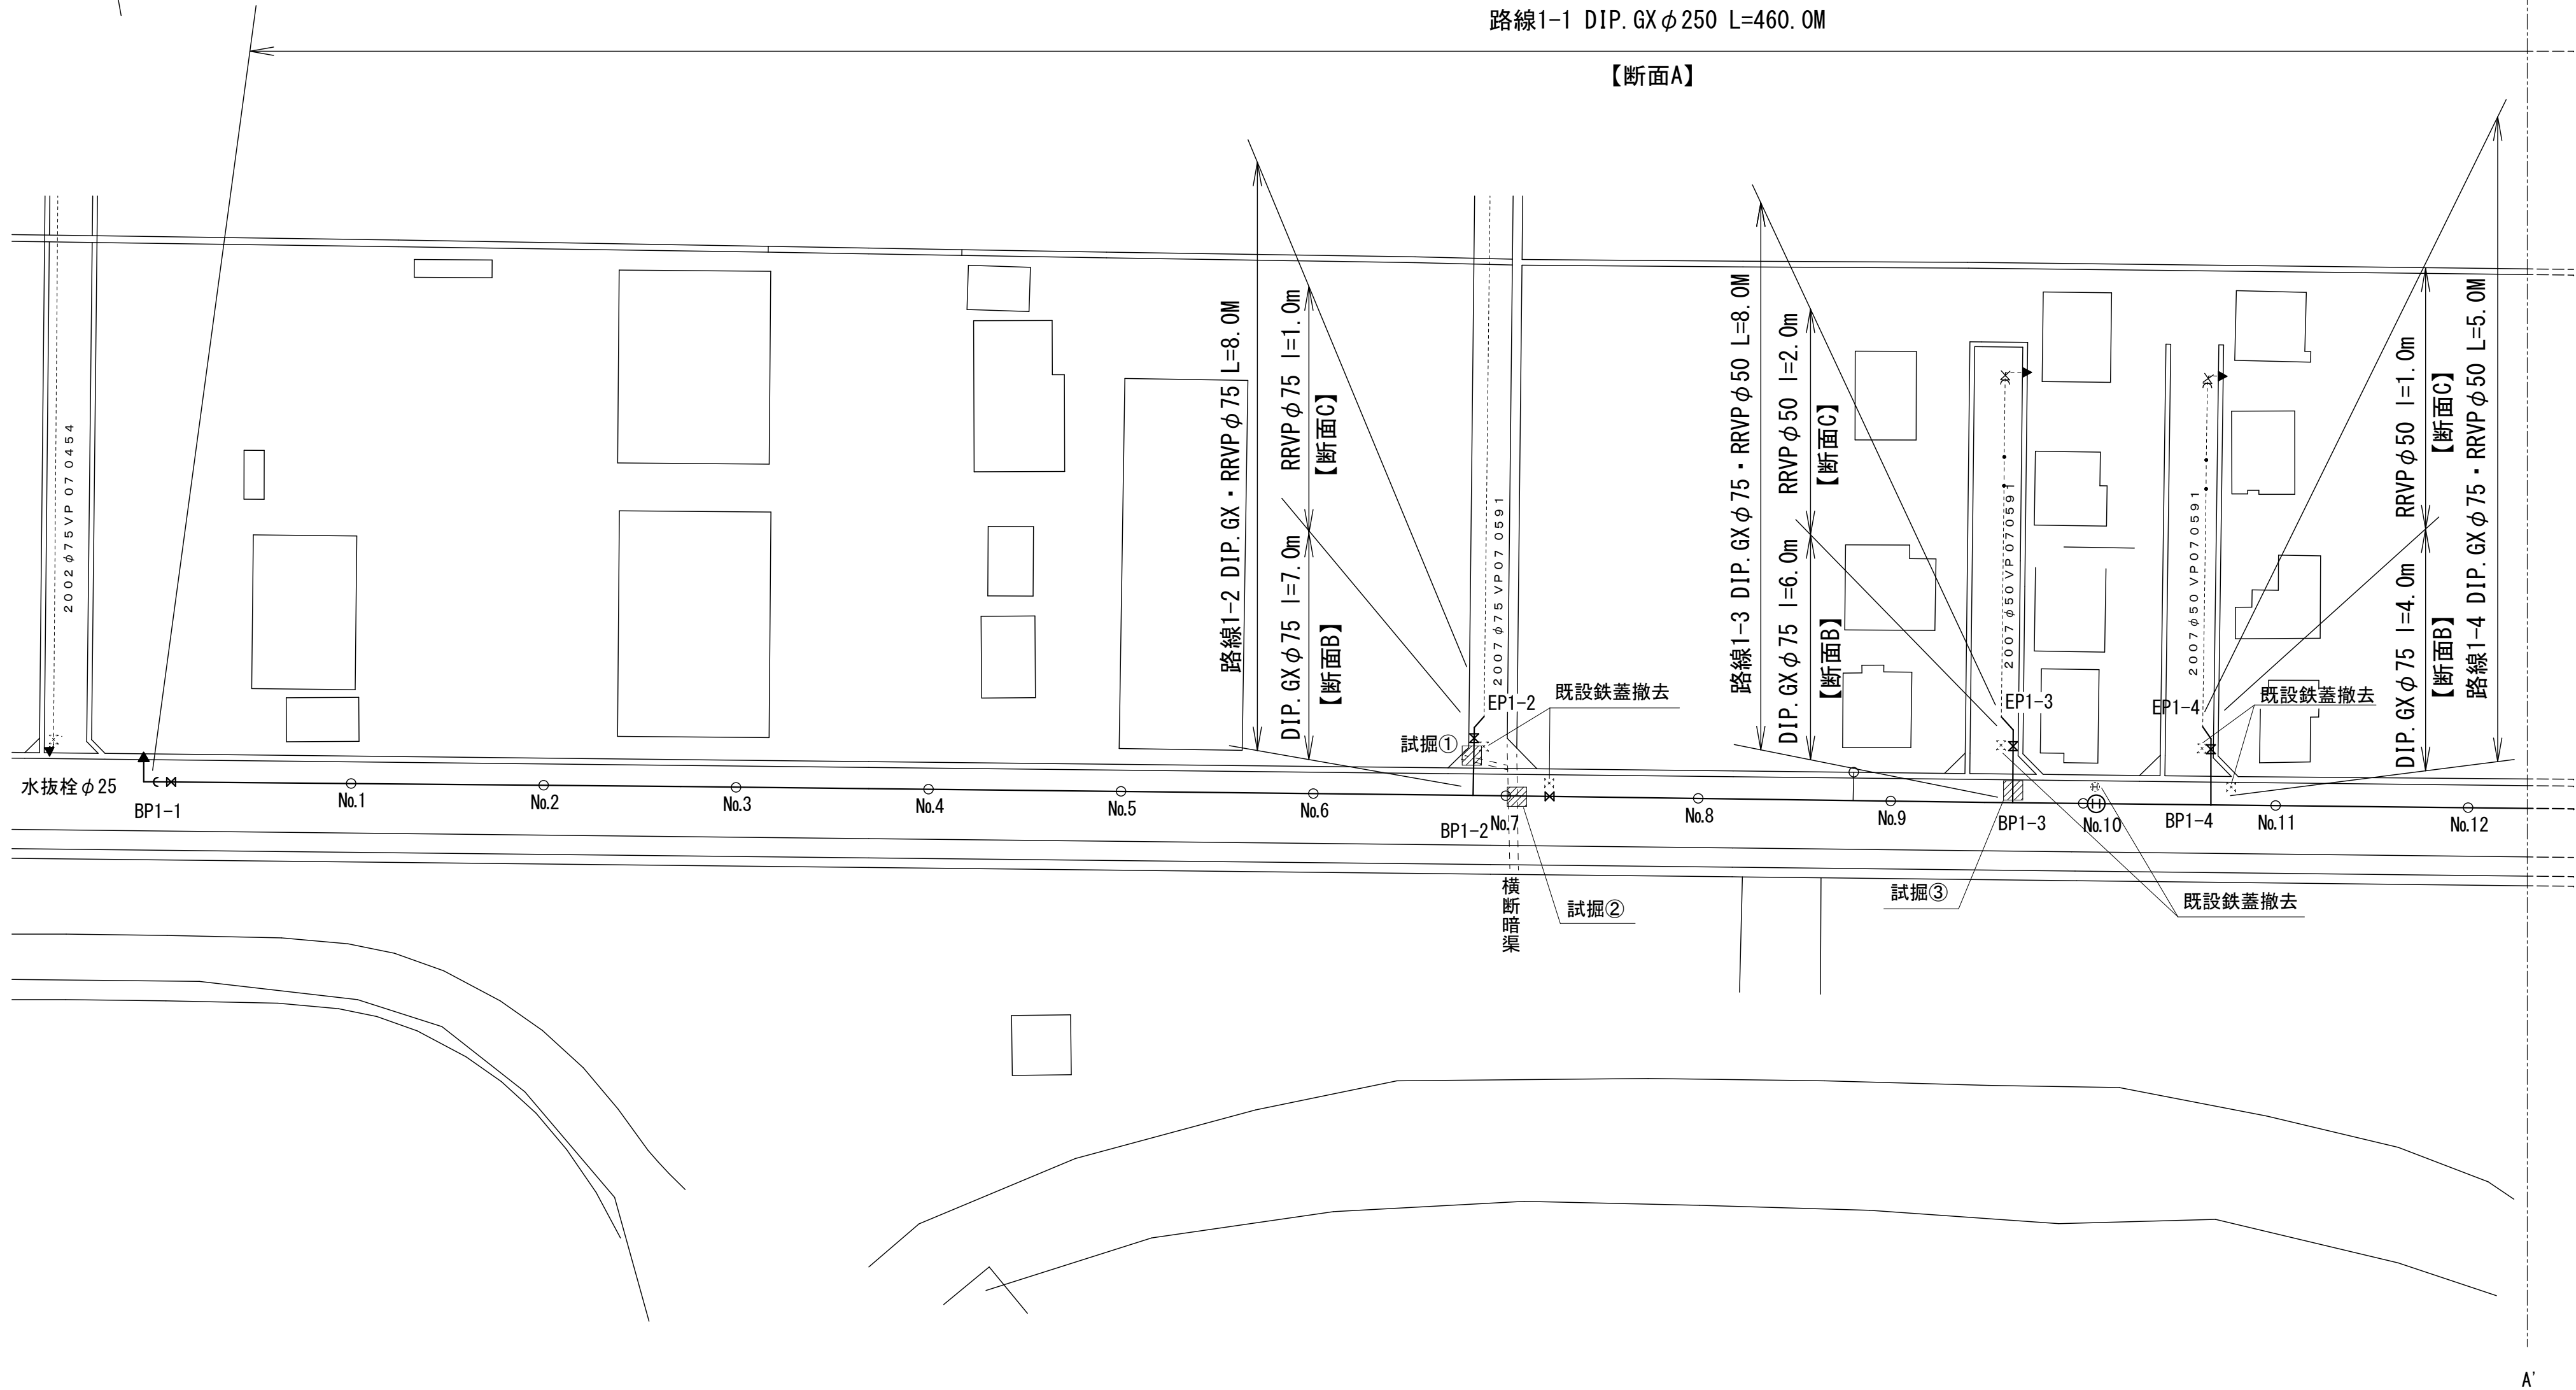 路線1-1 DIP.GXφ250 L=460.0M
【断面A】
2002φ75VP 07 0454
路線1-2 DIP.GX・RRVPφ75 L=8.0M
RRVPφ75 l=1.0m
【断面C】
DIP.GXφ75 l=7.0m
【断面B】
2007φ75VP07 0591
路線1-3 DIP.GXφ75・RRVPφ50 L=8.0M
RRVPφ50 l=2.0m
【断面C】
DIP.GXφ75 l=6.0m
【断面B】
2007φ50VP070591
2007φ50VP070591
RRVPφ50 l=1.0m
【断面C】
DIP.GXφ75 l=4.0m
【断面B】
路線1-4 DIP.GXφ75・RRVPφ50 L=5.0M
EP1-2
既設鉄蓋撤去
EP1-3
EP1-4
既設鉄蓋撤去
試掘①
水抜栓φ25
BP1-1
No.1
No.2
No.3
No.4
No.5
No.6
BP1-2
No.7
No.8
No.9
BP1-3
No.10
H
BP1-4
No.11
No.12
横断暗渠
試掘②
試掘③
既設鉄蓋撤去
A'